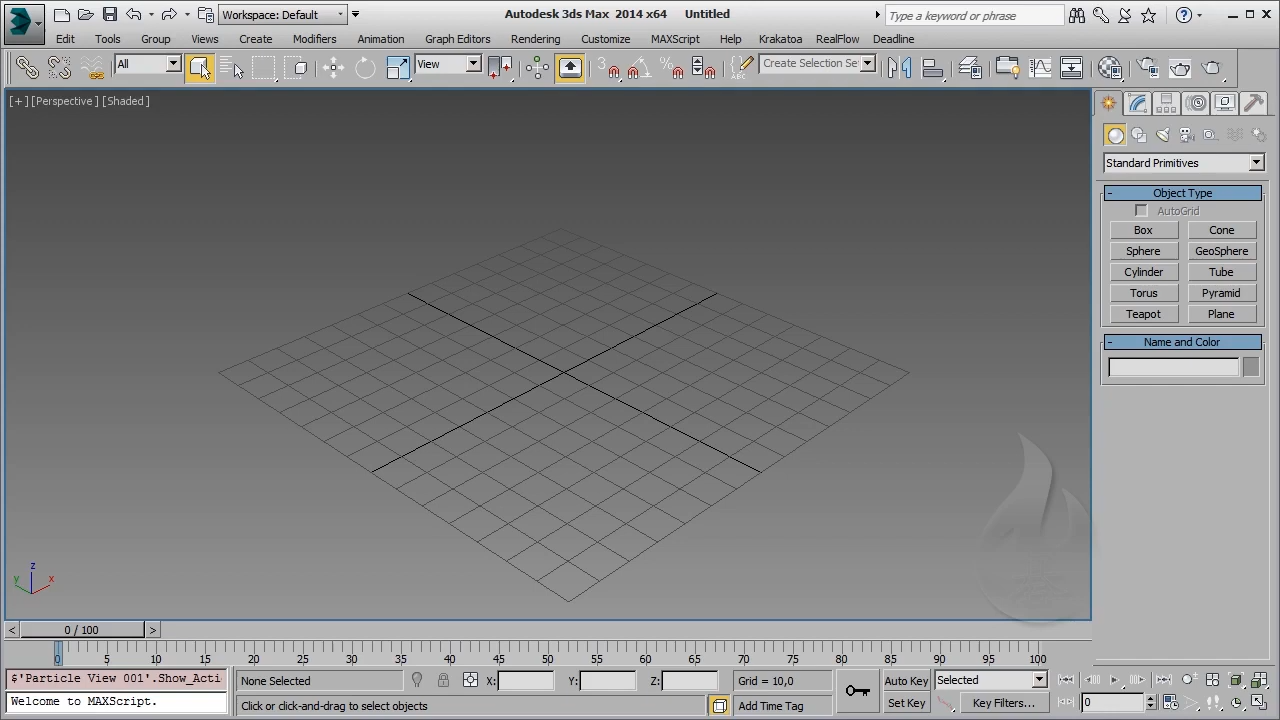 Workspace: Default
Autodesk 3ds Max 2014 x64 Untitled
Type a keyword or phrase
Edit Tools Group Views Create Modifiers Animation Graph Editors Rendering Customize MAXScript Help Krakatoa RealFlow Deadline
All
View
3
Create Selection Se
[+][Perspective][Shaded]
Standard Primitives
- Object Type
AutoGrid
Box Cone
Sphere GeoSphere
Cylinder Tube
Torus Pyramid
Teapot Plane
- Name and Color
z
y x
< 0 / 100 >
0 5 10 15 20 25 30 35 40 45 50 55 60 65 70 75 80 85 90 95 100
$'Particle View 001'.Show_Acti
None Selected
X: Y: Z:
Grid = 10,0
Auto Key
Selected
Welcome to MAXScript.
Click or click-and-drag to select objects
Add Time Tag
Set Key
Key Filters...
0